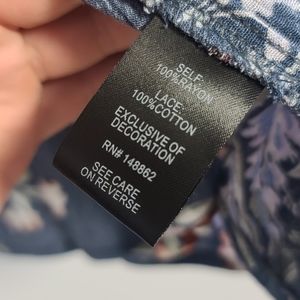 SELF:
100%RAYON
LACE:
100%COTTON
EXCLUSIVE OF
DECORATION
RN# 148862
SEE CARE
ON REVERSE